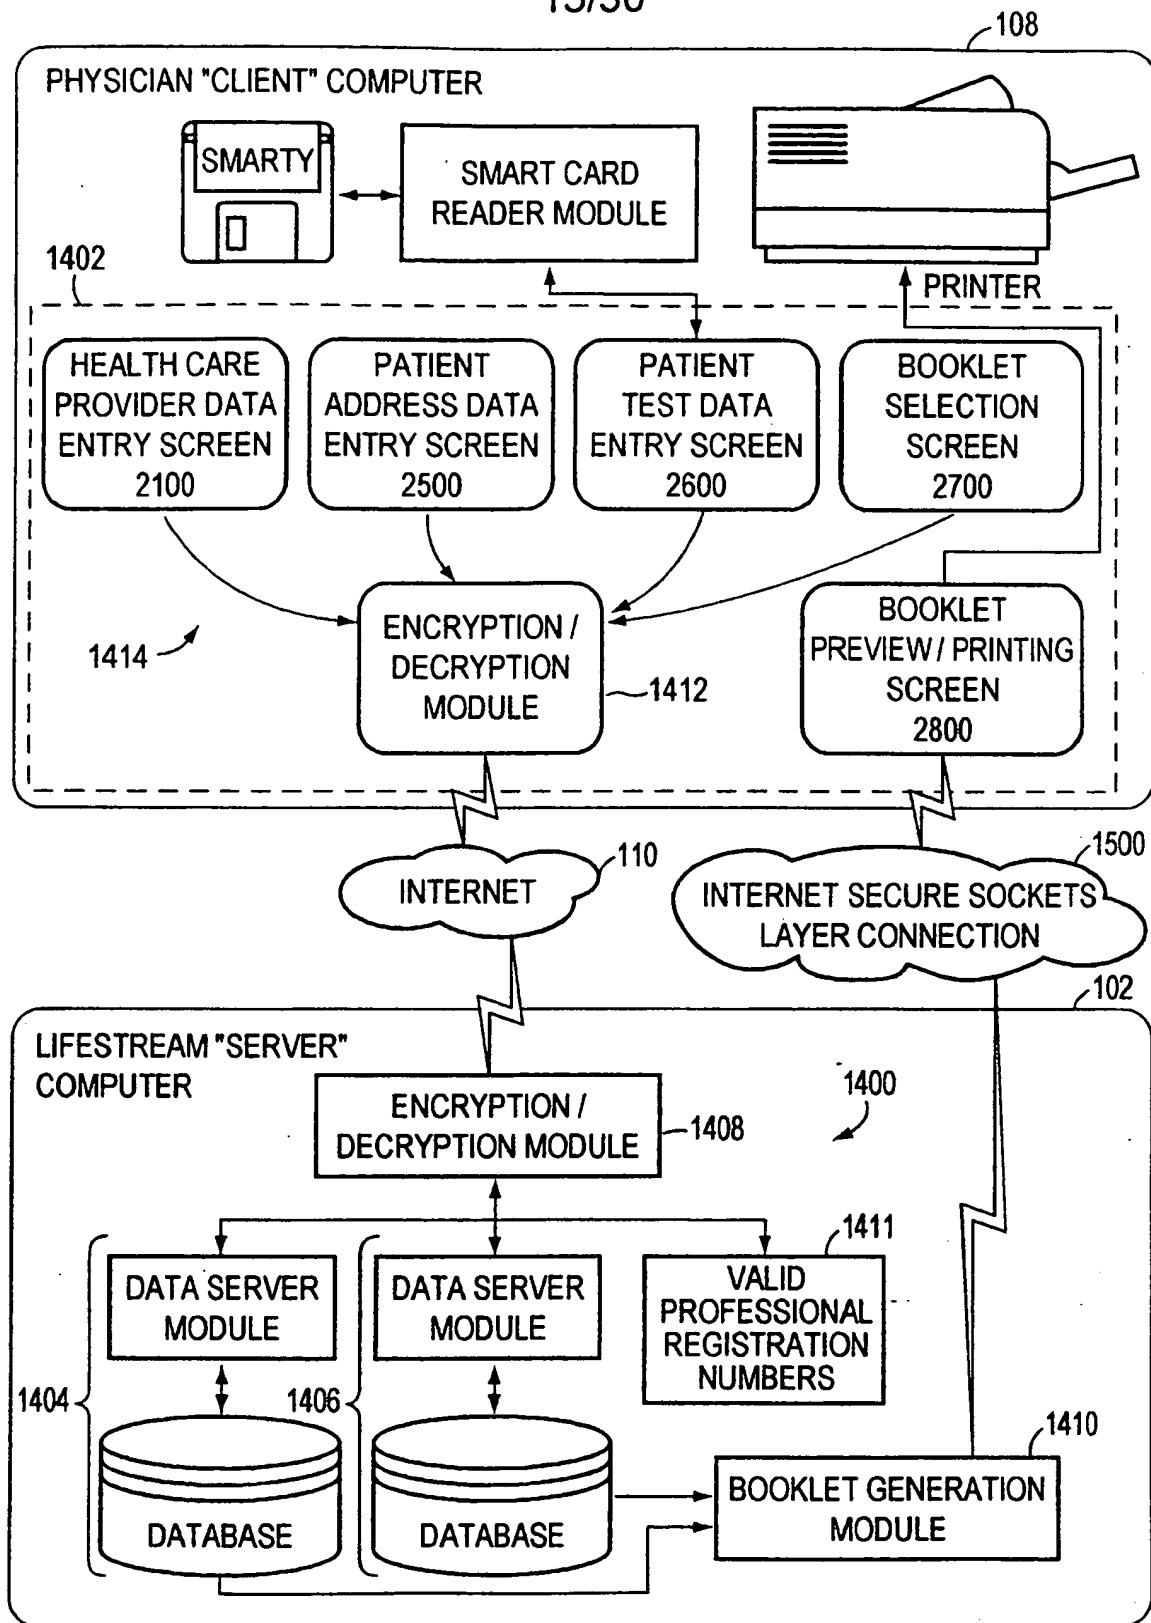 15/30
108
PHYSICIAN "CLIENT" COMPUTER
SMARTY
SMART CARD
READER MODULE
PRINTER
1402
HEALTH CARE
PROVIDER DATA
ENTRY SCREEN
2100
PATIENT
ADDRESS DATA
ENTRY SCREEN
2500
PATIENT
TEST DATA
ENTRY SCREEN
2600
BOOKLET
SELECTION
SCREEN
2700
1414
ENCRYPTION /
DECRYPTION
MODULE
1412
BOOKLET
PREVIEW / PRINTING
SCREEN
2800
INTERNET
110
INTERNET SECURE SOCKETS
LAYER CONNECTION
1500
102
LIFESTREAM "SERVER"
COMPUTER
ENCRYPTION /
DECRYPTION MODULE
1408
1400
1404
DATA SERVER
MODULE
DATABASE
1406
DATA SERVER
MODULE
DATABASE
1411
VALID
PROFESSIONAL
REGISTRATION
NUMBERS
1410
BOOKLET GENERATION
MODULE